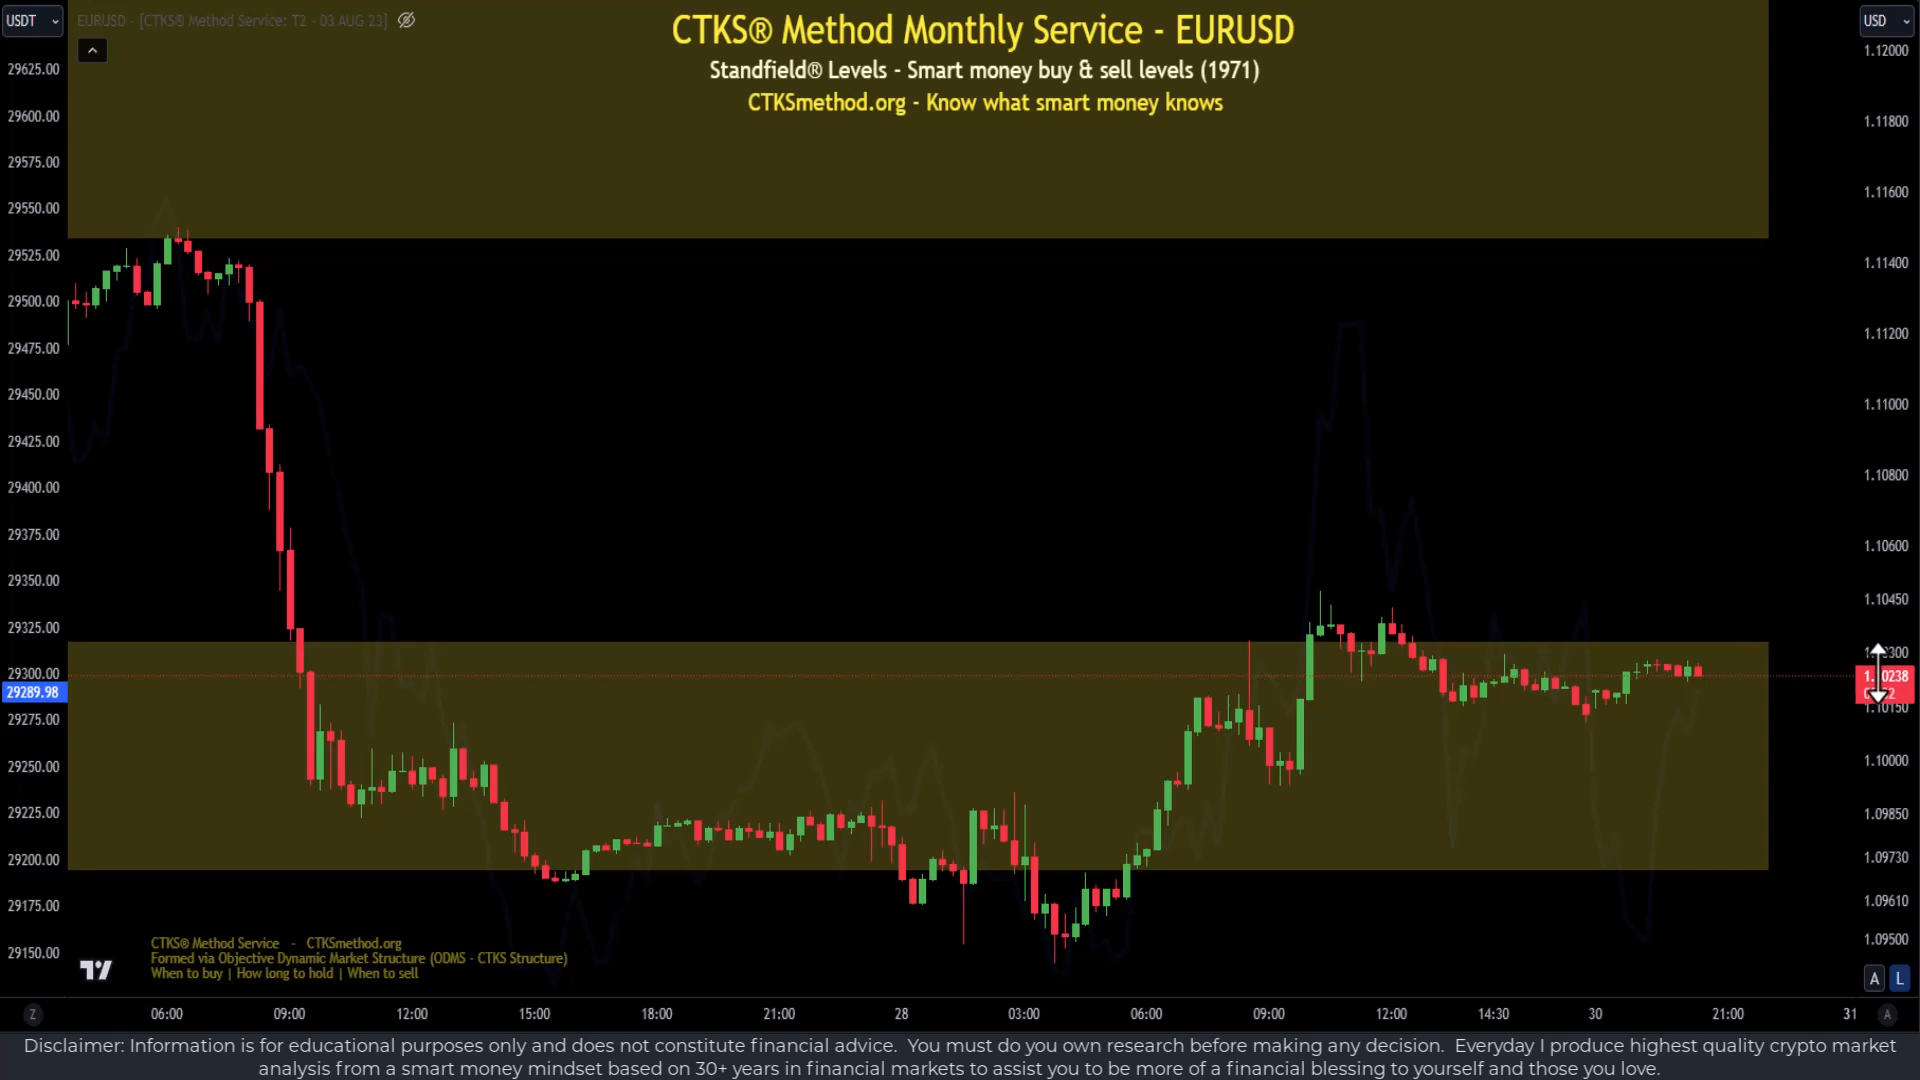 USDT
EURUSD - [CTKS® Method Service: T2 - 03 AUG 23]
CTKS® Method Monthly Service - EURUSD
Standfield® Levels - Smart money buy & sell levels (1971)
CTKSmethod.org - Know what smart money knows
USD
29625.00
29600.00
29575.00
29550.00
29525.00
29500.00
29475.00
29450.00
29425.00
29400.00
29375.00
29350.00
29325.00
29300.00
29289.98
29275.00
29250.00
29225.00
29200.00
29175.00
29150.00
1.12000
1.11800
1.11600
1.11400
1.11200
1.11000
1.10800
1.10600
1.10450
1.10150
1.10000
1.09850
1.09730
1.09610
1.09500
CTKS® Method Service - CTKSmethod.org
Formed via Objective Dynamic Market Structure (ODMS - CTKS Structure)
When to buy | How long to hold | When to sell
A L
Z 06:00 09:00 12:00 15:00 18:00 21:00 28 03:00 06:00 09:00 12:00 14:30 30 21:00 31 A
Disclaimer: Information is for educational purposes only and does not constitute financial advice. You must do you own research before making any decision. Everyday I produce highest quality crypto market
analysis from a smart money mindset based on 30+ years in financial markets to assist you to be more of a financial blessing to yourself and those you love.